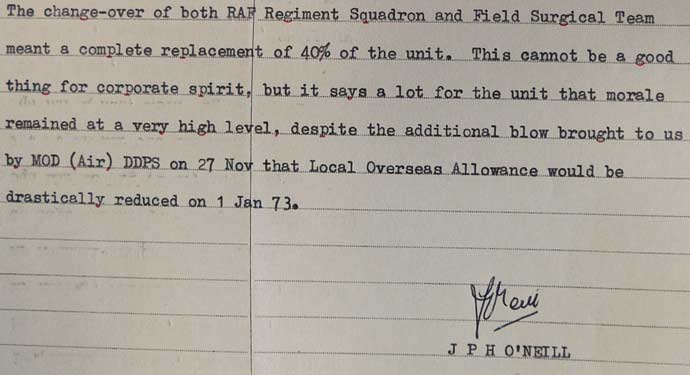 The change-over of both RAF Regiment Squadron and Field Surgical Team
meant a complete replacement of 40% of the unit. This cannot be a good
thing for corporate spirit, but it says a lot for the unit that morale
remained at a very high level, despite the additional blow brought to us
by MOD (Air) DDPS on 27 Nov that Local Overseas Allowance would be
drastically reduced on 1 Jan 73.
J P H O'NEILL